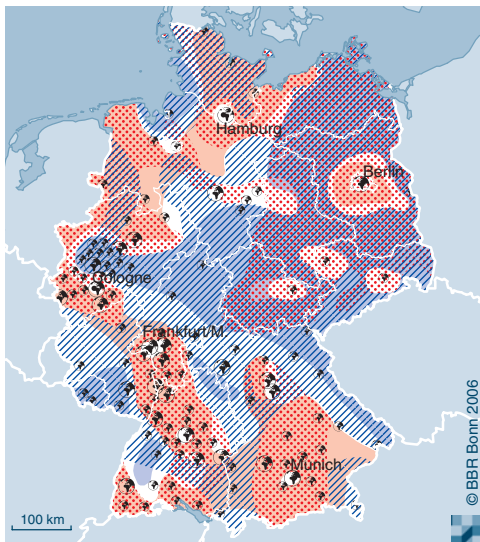 Hamburg
Berlin
Cologne
Frankfurt/M
Munich
100 km
© BBR Bonn 2006